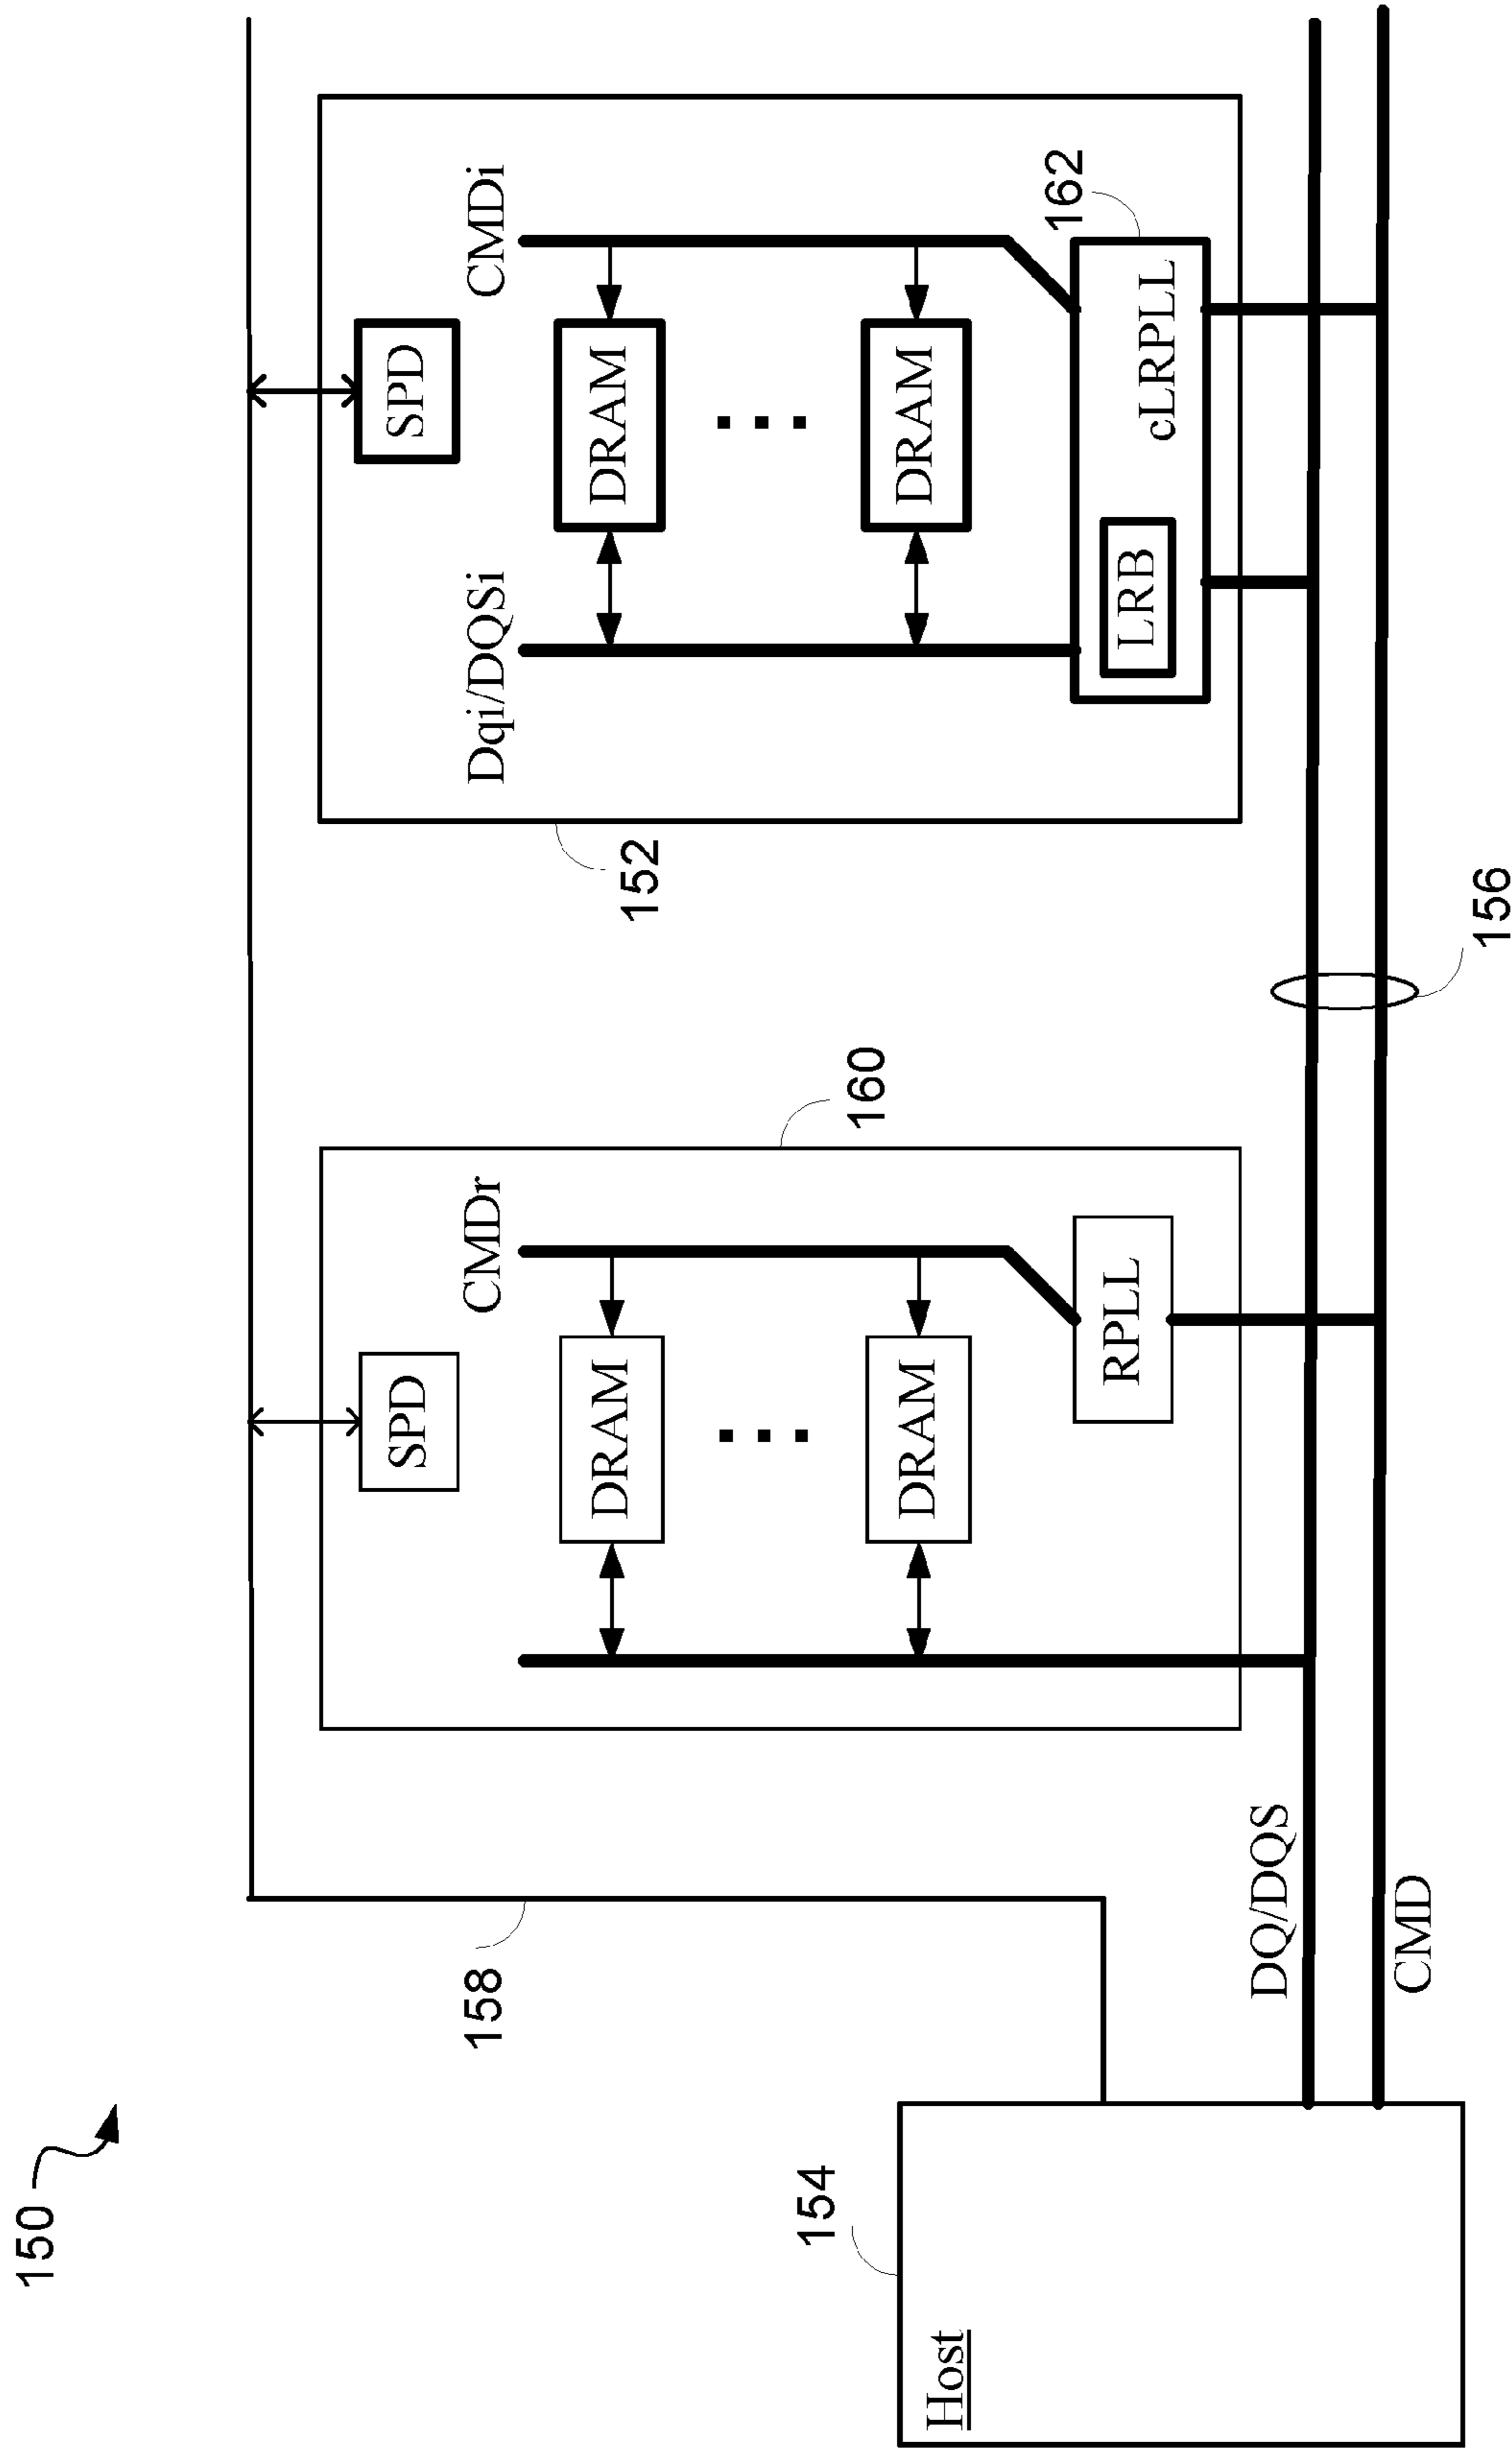 150
158
SPD
SPD
CMDr
Dqi/DQSi
CMDi
160
152
DRAM
DRAM
DRAM
DRAM
154
Host
RPLL
LRB
cLRPLL
162
DQ/DQS
CMD
156